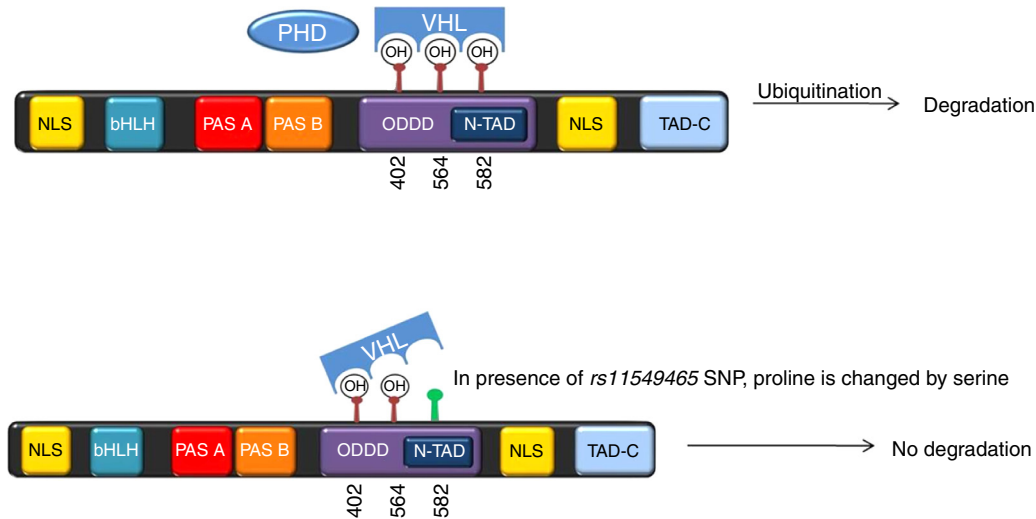 PHD
VHL
OH OH OH
NLS bHLH PAS A PAS B ODDD N-TAD NLS TAD-C
402 564 582
Ubiquitination
Degradation
VHL
OH OH
In presence of rs11549465 SNP, proline is changed by serine
NLS bHLH PAS A PAS B ODDD N-TAD NLS TAD-C
402 564 582
No degradation